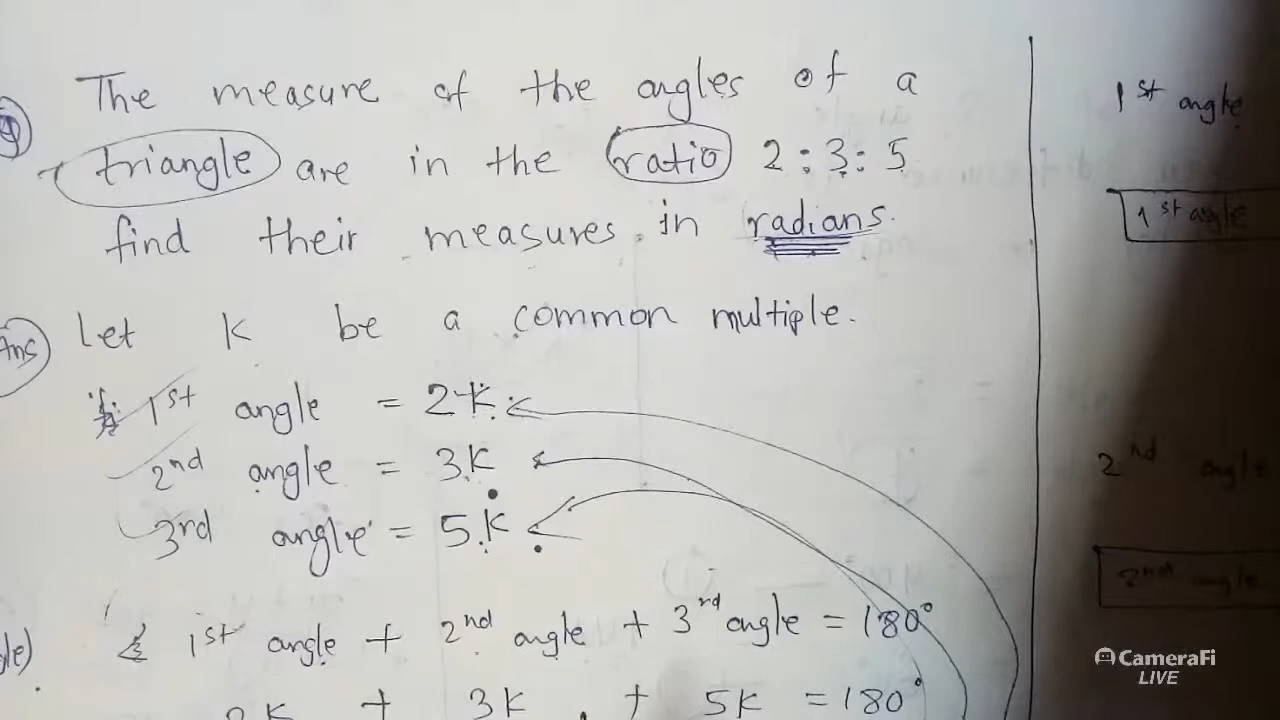 The measure of the angles of a
triangle are in the ratio 2 : 3 : 5
find their measures in radians.
Ans
Let K be a common multiple.
1st angle = 2K
2nd angle = 3K
3rd angle = 5K
1st angle + 2nd angle + 3rd angle = 180°
2K + 3K + 5K = 180°
1st angle
1st angle
2nd angle
2nd angle
CameraFi
LIVE